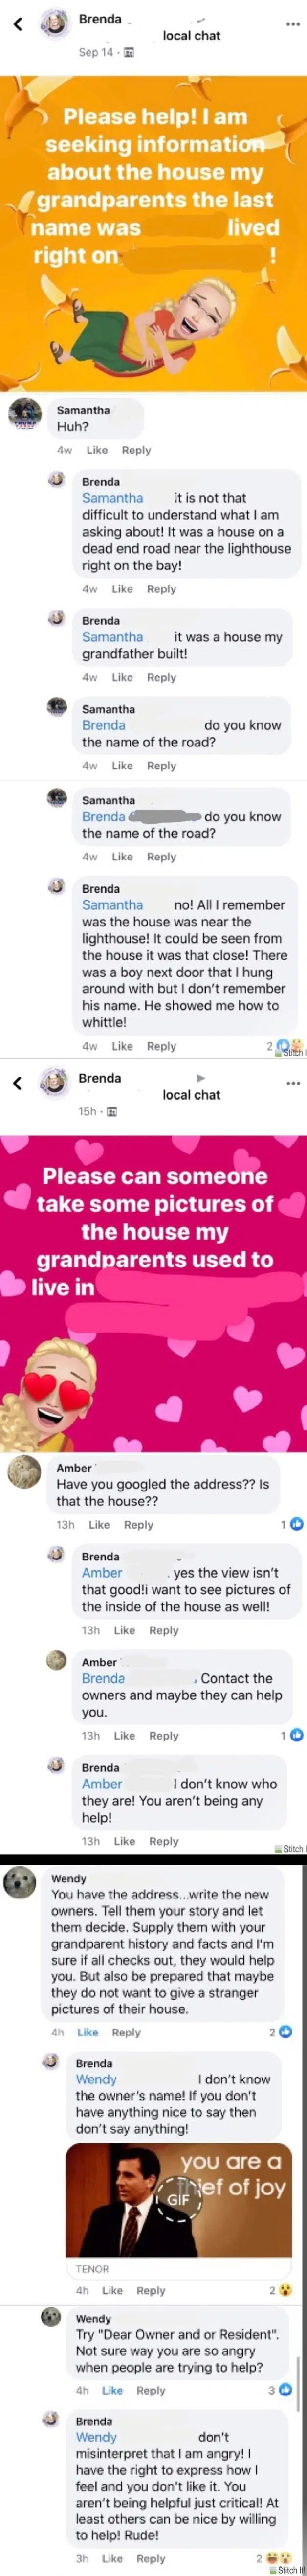 Brenda
local chat
Sep 14 ·
Please help! I am
seeking information
about the house my
grandparents the last
name was lived
right on !
Samantha
Huh?
4w Like Reply
Brenda
Samantha it is not that
difficult to understand what I am
asking about! It was a house on a
dead end road near the lighthouse
right on the bay!
4w Like Reply
Brenda
Samantha it was a house my
grandfather built!
4w Like Reply
Samantha
Brenda do you know
the name of the road?
4w Like Reply
Samantha
Brenda do you know
the name of the road?
4w Like Reply
Brenda
Samantha no! All I remember
was the house was near the
lighthouse! It could be seen from
the house it was that close! There
was a boy next door that I hung
around with but I don't remember
his name. He showed me how to
whittle!
4w Like Reply 2
Stitch I
Brenda
local chat
15h ·
Please can someone
take some pictures of
the house my
grandparents used to
live in
Amber
Have you googled the address?? Is
that the house??
13h Like Reply 1
Brenda
Amber yes the view isn't
that good!i want to see pictures of
the inside of the house as well!
13h Like Reply
Amber
Brenda Contact the
owners and maybe they can help
you.
13h Like Reply 1
Brenda
Amber I don't know who
they are! You aren't being any
help!
13h Like Reply
Stitch I
Wendy
You have the address...write the new
owners. Tell them your story and let
them decide. Supply them with your
grandparent history and facts and I'm
sure if all checks out, they would help
you. But also be prepared that maybe
they do not want to give a stranger
pictures of their house.
4h Like Reply 2
Brenda
Wendy I don't know
the owner's name! If you don't
have anything nice to say then
don't say anything!
you are a
thief of joy
GIF
TENOR
4h Like Reply 2
Wendy
Try "Dear Owner and or Resident".
Not sure way you are so angry
when people are trying to help?
4h Like Reply 3
Brenda
Wendy don't
misinterpret that I am angry! I
have the right to express how I
feel and you don't like it. You
aren't being helpful just critical! At
least others can be nice by willing
to help! Rude!
3h Like Reply 2
Stitch It